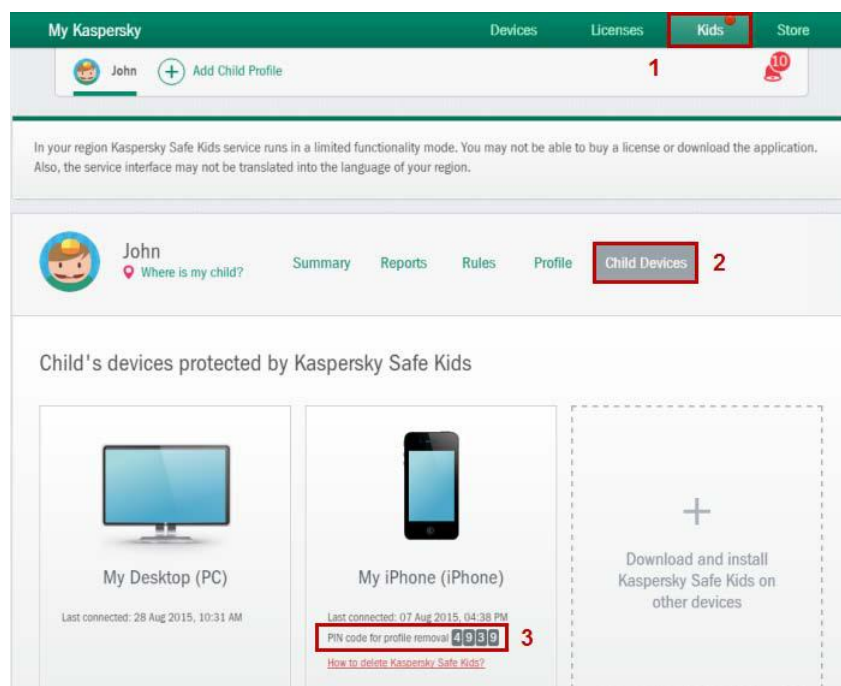 My Kaspersky Devices Licenses Kids Store
John Add Child Profile 1 10
In your region Kaspersky Safe Kids service runs in a limited functionality mode. You may not be able to buy a license or download the application.
Also, the service interface may not be translated into the language of your region.
John
Where is my child? Summary Reports Rules Profile Child Devices 2
Child's devices protected by Kaspersky Safe Kids
My Desktop (PC)
Last connected: 28 Aug 2015, 10:31 AM
My iPhone (iPhone)
Last connected: 07 Aug 2015, 04:38 PM
PIN code for profile removal 4 9 3 9 3
How to delete Kaspersky Safe Kids?
Download and install
Kaspersky Safe Kids on
other devices